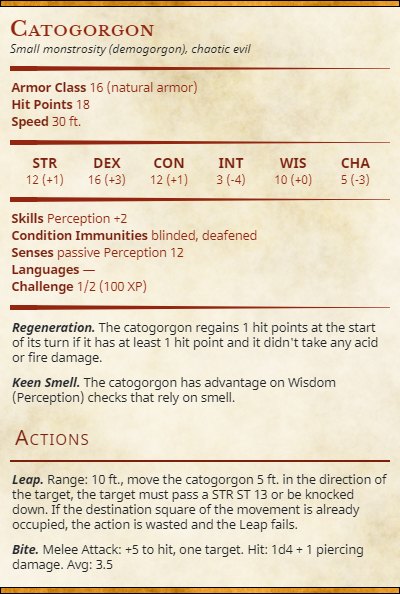 Catogorgon
Small monstrosity (demogorgon), chaotic evil
Armor Class 16 (natural armor)
Hit Points 18
Speed 30 ft.
STR DEX CON INT WIS CHA
12 (+1) 16 (+3) 12 (+1) 3 (-4) 10 (+0) 5 (-3)
Skills Perception +2
Condition Immunities blinded, deafened
Senses passive Perception 12
Languages —
Challenge 1/2 (100 XP)
Regeneration. The catogorgon regains 1 hit points at the start
of its turn if it has at least 1 hit point and it didn't take any acid
or fire damage.
Keen Smell. The catogorgon has advantage on Wisdom
(Perception) checks that rely on smell.
Actions
Leap. Range: 10 ft., move the catogorgon 5 ft. in the direction of
the target, the target must pass a STR ST 13 or be knocked
down. If the destination square of the movement is already
occupied, the action is wasted and the Leap fails.
Bite. Melee Attack: +5 to hit, one target. Hit: 1d4 + 1 piercing
damage. Avg: 3.5